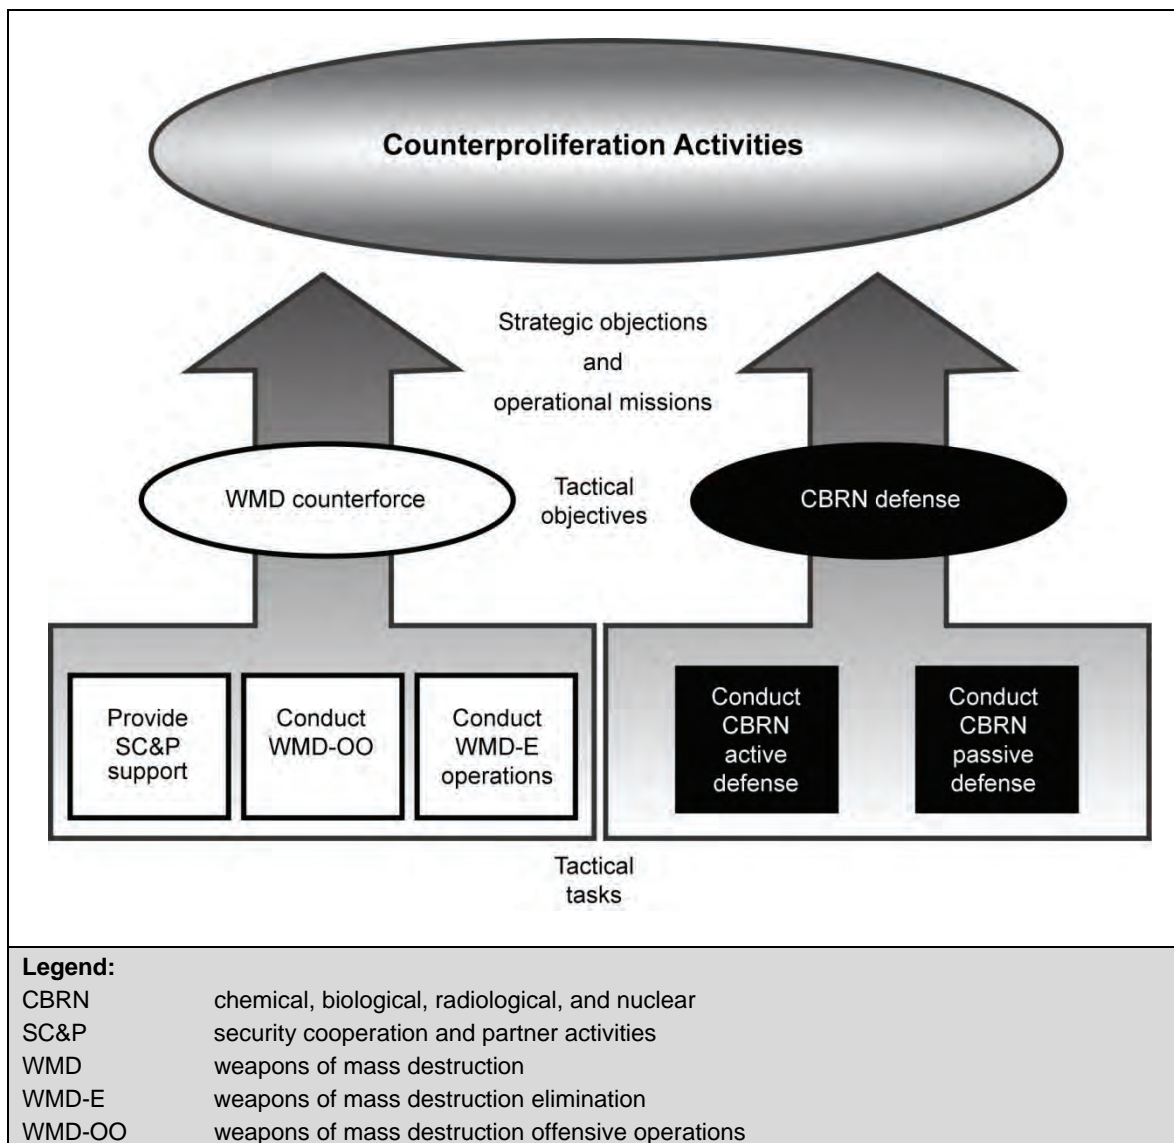 Counterproliferation Activities
Strategic objections
and
operational missions
WMD counterforce
Tactical
objectives
CBRN defense
Provide
SC&P
support
Conduct
WMD-OO
Conduct
WMD-E
operations
Conduct
CBRN
active
defense
Conduct
CBRN
passive
defense
Tactical
tasks
Legend:
CBRN chemical, biological, radiological, and nuclear
SC&P security cooperation and partner activities
WMD weapons of mass destruction
WMD-E weapons of mass destruction elimination
WMD-OO weapons of mass destruction offensive operations